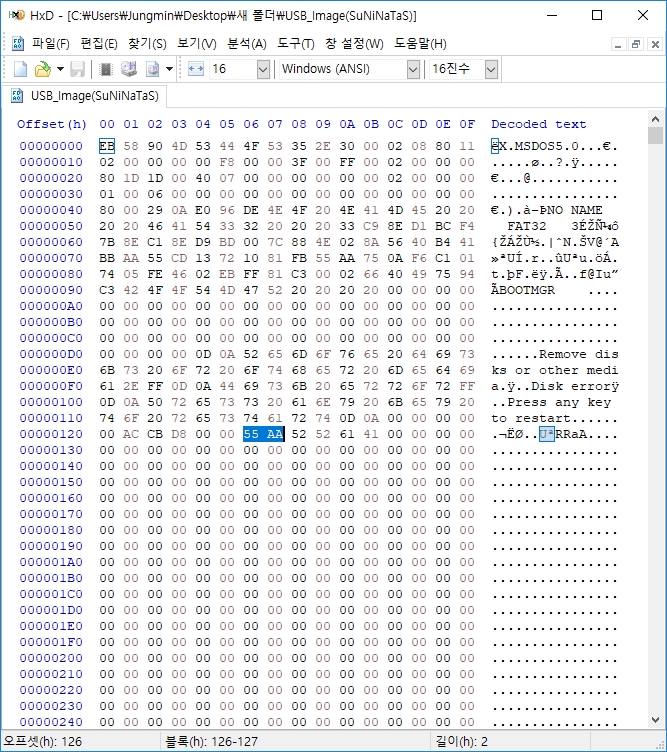 HxD - [C:₩Users₩Jungmin₩Desktop₩새 폴더₩USB_Image(SuNiNaTaS)]
파일(F) 편집(E) 찾기(S) 보기(V) 분석(A) 도구(T) 창 설정(W) 도움말(H)
16 Windows (ANSI) 16진수
USB_Image(SuNiNaTaS)
Offset(h) 00 01 02 03 04 05 06 07 08 09 0A 0B 0C 0D 0E 0F Decoded text
00000000 EB 58 90 4D 53 44 4F 53 35 2E 30 00 02 08 80 11 ëX.MSDOS5.0...€.
00000010 02 00 00 00 00 F8 00 00 3F 00 FF 00 02 00 00 00 .....ø..?.ÿ.....
00000020 80 1D 1D 00 40 07 00 00 00 00 00 00 02 00 00 00 €...@...........
00000030 01 00 06 00 00 00 00 00 00 00 00 00 00 00 00 00 ................
00000040 80 00 29 0A E0 96 DE 4E 4F 20 4E 41 4D 45 20 20 €.).à–ÞNO NAME
00000050 20 20 46 41 54 33 32 20 20 20 33 C9 8E D1 BC F4 FAT32 3ÉŽÑ¼ô
00000060 7B 8E C1 8E D9 BD 00 7C 88 4E 02 8A 56 40 B4 41 {ŽÁŽÙ½.|ˆN.ŠV@´A
00000070 BB AA 55 CD 13 72 10 81 FB 55 AA 75 0A F6 C1 01 »ªUÍ.r..ûUªu.öÁ.
00000080 74 05 FE 46 02 EB FF 81 C3 00 02 66 40 49 75 94 t.þF.ëÿ.Ã..f@Iu”
00000090 C3 42 4F 4F 54 4D 47 52 20 20 20 20 00 00 00 00 ÃBOOTMGR ....
000000A0 00 00 00 00 00 00 00 00 00 00 00 00 00 00 00 00 ................
000000B0 00 00 00 00 00 00 00 00 00 00 00 00 00 00 00 00 ................
000000C0 00 00 00 00 00 00 00 00 00 00 00 00 00 00 00 00 ................
000000D0 00 00 00 00 0D 0A 52 65 6D 6F 76 65 20 64 69 73 ......Remove dis
000000E0 6B 73 20 6F 72 20 6F 74 68 65 72 20 6D 65 64 69 ks or other medi
000000F0 61 2E FF 0D 0A 44 69 73 6B 20 65 72 72 6F 72 FF a.ÿ..Disk errorÿ
00000100 0D 0A 50 72 65 73 73 20 61 6E 79 20 6B 65 79 20 ..Press any key
00000110 74 6F 20 72 65 73 74 61 72 74 0D 0A 00 00 00 00 to restart......
00000120 00 AC CB D8 00 00 55 AA 52 52 61 41 00 00 00 00 .¬ËØ..UªRRaA....
00000130 00 00 00 00 00 00 00 00 00 00 00 00 00 00 00 00 ................
00000140 00 00 00 00 00 00 00 00 00 00 00 00 00 00 00 00 ................
00000150 00 00 00 00 00 00 00 00 00 00 00 00 00 00 00 00 ................
00000160 00 00 00 00 00 00 00 00 00 00 00 00 00 00 00 00 ................
00000170 00 00 00 00 00 00 00 00 00 00 00 00 00 00 00 00 ................
00000180 00 00 00 00 00 00 00 00 00 00 00 00 00 00 00 00 ................
00000190 00 00 00 00 00 00 00 00 00 00 00 00 00 00 00 00 ................
000001A0 00 00 00 00 00 00 00 00 00 00 00 00 00 00 00 00 ................
000001B0 00 00 00 00 00 00 00 00 00 00 00 00 00 00 00 00 ................
000001C0 00 00 00 00 00 00 00 00 00 00 00 00 00 00 00 00 ................
000001D0 00 00 00 00 00 00 00 00 00 00 00 00 00 00 00 00 ................
000001E0 00 00 00 00 00 00 00 00 00 00 00 00 00 00 00 00 ................
000001F0 00 00 00 00 00 00 00 00 00 00 00 00 00 00 00 00 ................
00000200 00 00 00 00 00 00 00 00 00 00 00 00 00 00 00 00 ................
00000210 00 00 00 00 00 00 00 00 00 00 00 00 00 00 00 00 ................
00000220 00 00 00 00 00 00 00 00 00 00 00 00 00 00 00 00 ................
00000230 00 00 00 00 00 00 00 00 00 00 00 00 00 00 00 00 ................
00000240 00 00 00 00 00 00 00 00 00 00 00 00 00 00 00 00 ................
오프셋(h): 126 블록(h): 126-127 길이(h): 2